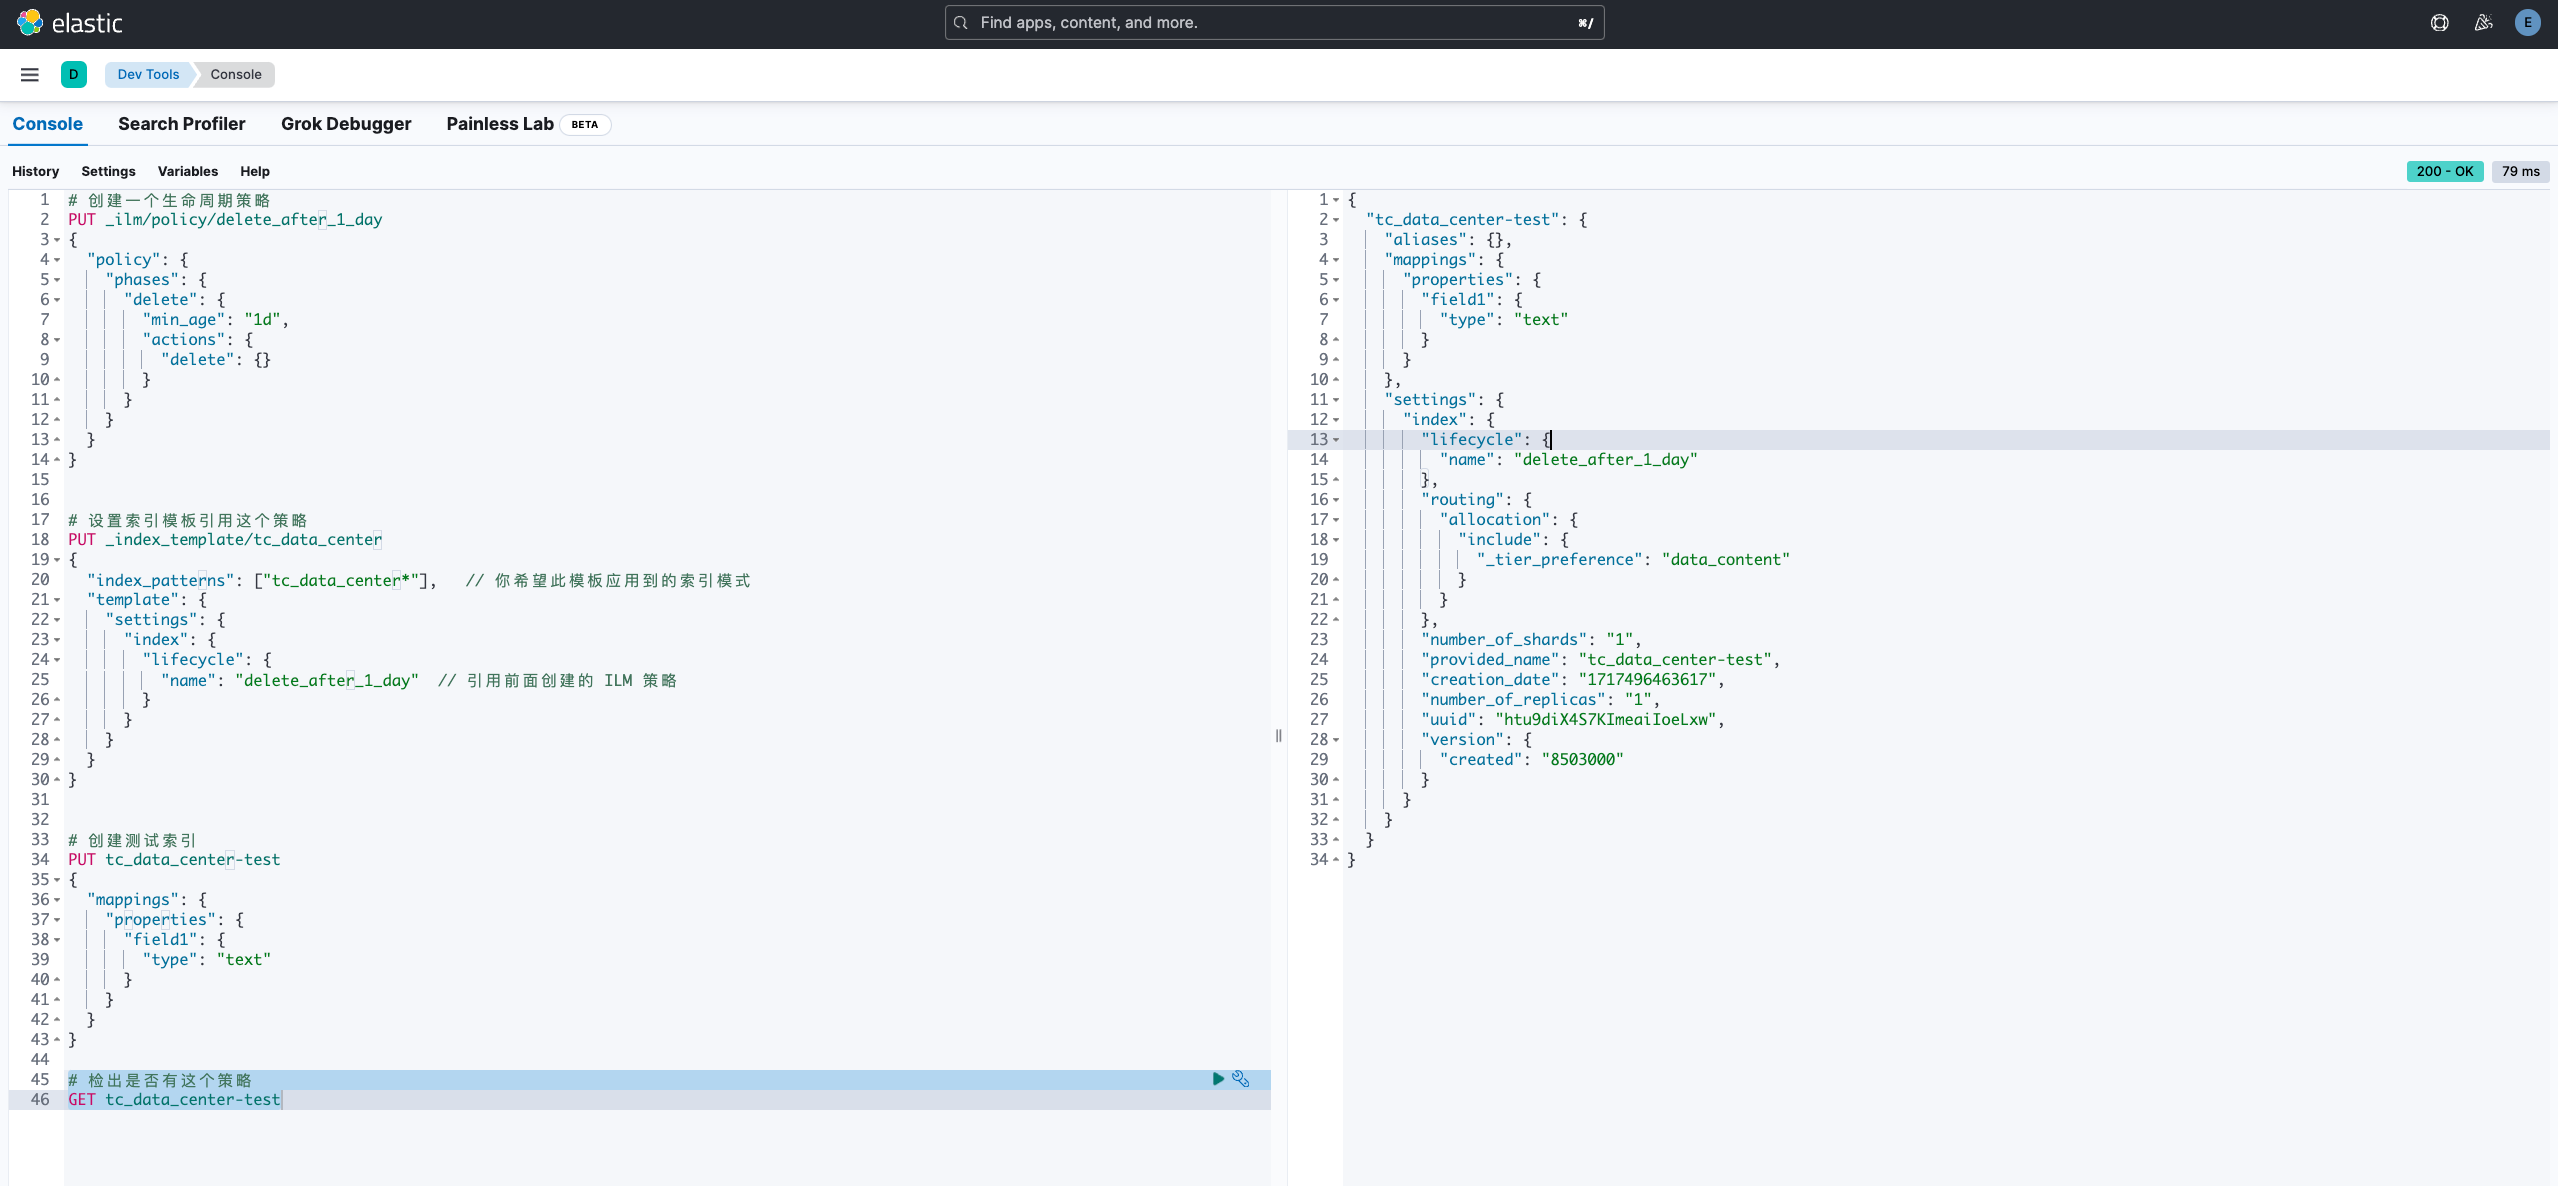 elastic
Find apps, content, and more.
⌘/
E
D
Dev Tools
Console
Console
Search Profiler
Grok Debugger
Painless Lab
BETA
History
Settings
Variables
Help
200 - OK
79 ms
1 # 创建一个生命周期策略
2 PUT _ilm/policy/delete_after_1_day
3 {
4   "policy": {
5     "phases": {
6       "delete": {
7         "min_age": "1d",
8         "actions": {
9           "delete": {}
10         }
11       }
12     }
13   }
14 }
15
16
17 # 设置索引模板引用这个策略
18 PUT _index_template/tc_data_center
19 {
20   "index_patterns": ["tc_data_center*"],   // 你希望此模板应用到的索引模式
21   "template": {
22     "settings": {
23       "index": {
24         "lifecycle": {
25           "name": "delete_after_1_day"  // 引用前面创建的 ILM 策略
26         }
27       }
28     }
29   }
30 }
31
32
33 # 创建测试索引
34 PUT tc_data_center-test
35 {
36   "mappings": {
37     "properties": {
38       "field1": {
39         "type": "text"
40       }
41     }
42   }
43 }
44
45 # 检出是否有这个策略
46 GET tc_data_center-test
1 {
2   "tc_data_center-test": {
3     "aliases": {},
4     "mappings": {
5       "properties": {
6         "field1": {
7           "type": "text"
8         }
9       }
10     },
11     "settings": {
12       "index": {
13         "lifecycle": {
14           "name": "delete_after_1_day"
15         },
16         "routing": {
17           "allocation": {
18             "include": {
19               "_tier_preference": "data_content"
20             }
21           }
22         },
23         "number_of_shards": "1",
24         "provided_name": "tc_data_center-test",
25         "creation_date": "1717496463617",
26         "number_of_replicas": "1",
27         "uuid": "htu9diX4S7KImeaiIoeLxw",
28         "version": {
29           "created": "8503000"
30         }
31       }
32     }
33   }
34 }